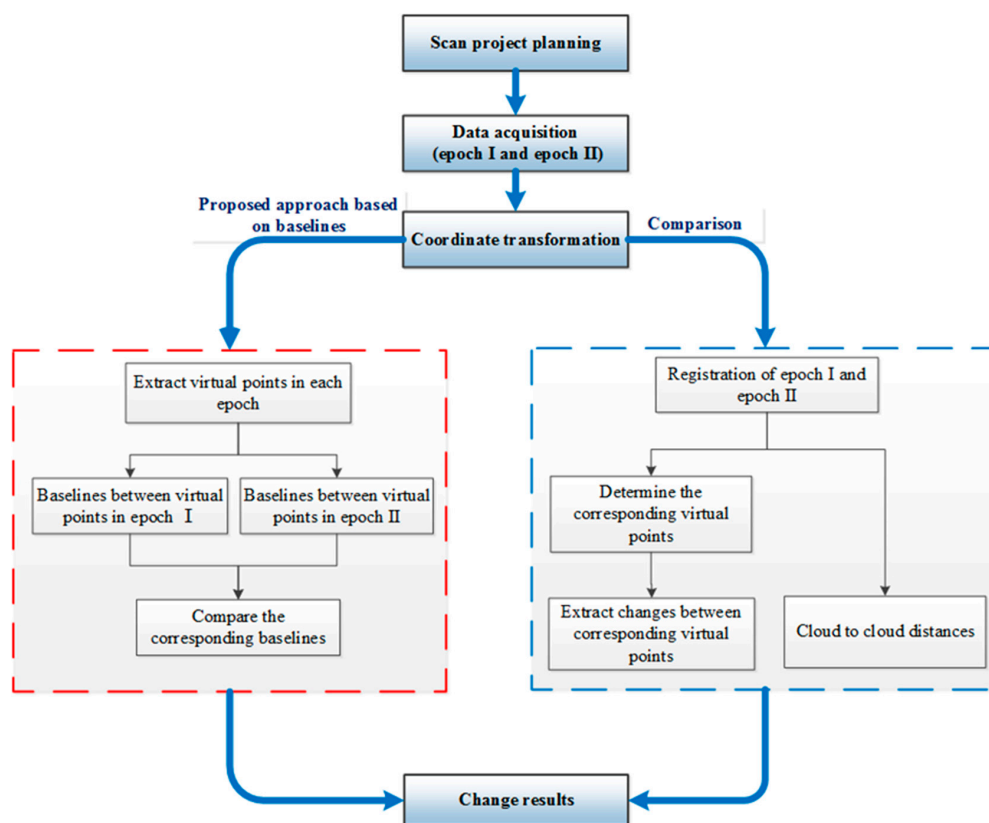 Scan project planning
Data acquisition
(epoch I and epoch II)
Proposed approach based
on baselines
Coordinate transformation
Comparison
Extract virtual points in each
epoch
Baselines between virtual
points in epoch I
Baselines between virtual
points in epoch II
Compare the
corresponding baselines
Registration of epoch I and
epoch II
Determine the
corresponding virtual
points
Extract changes between
corresponding virtual
points
Cloud to cloud distances
Change results